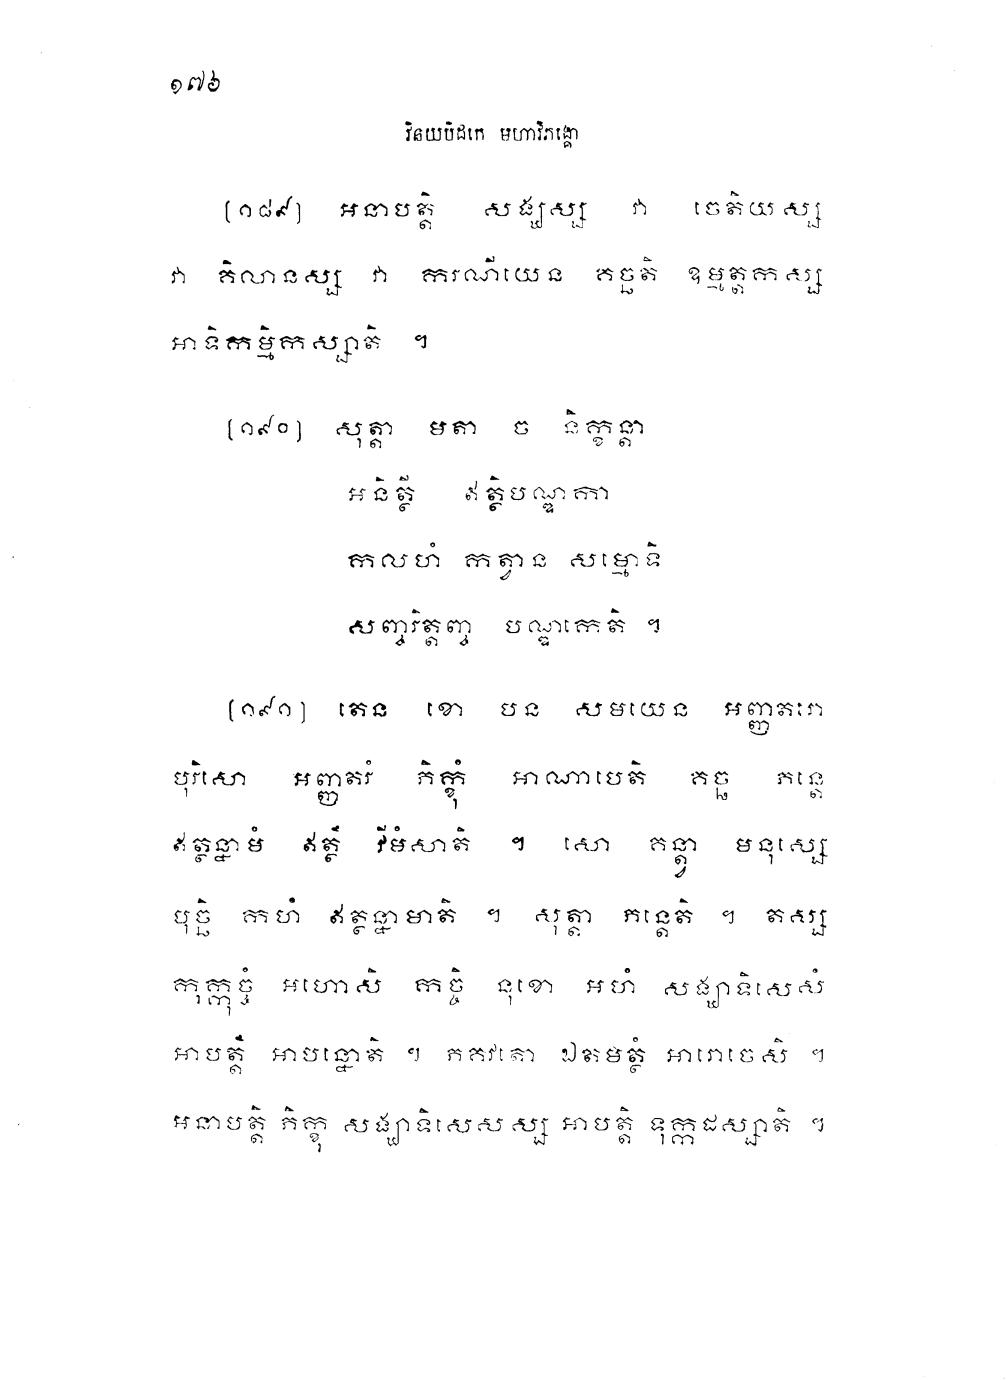 ១៧៦
វិនយបិដកេ មហាវិភង្គោ
(១៨៩) អនាបត្តិ សង្ឃស្ស វា ចេតិយស្ស
វា គិលានស្ស វា ករណីយេន គច្ឆតិ ឧម្មត្តកស្ស
អាទិកម្មិកស្សាតិ ។
(១៩០) សុត្តា មតា ច និក្ខន្តា
អនិត្ថី ឥត្ថិបណ្ឌកា
កលហំ កត្វាន សម្មោទិ
សញ្ចរិត្តញ្ច បណ្ឌកេតិ ។
(១៩១) តេន ខោ បន សមយេន អញ្ញតរោ
បុរិសោ អញ្ញតរំ ភិក្ខុំ អាណាបេតិ គច្ឆ ភន្តេ
ឥត្ថន្នាមំ ឥត្ថឹ វីមំសាតិ ។ សោ គន្ត្វា មនុស្សេ
បុច្ឆិ កហំ ឥត្ថន្នាមាតិ ។ សុត្តា ភន្តេតិ ។ តស្ស
កុក្កុច្ចំ អហោសិ កច្ចិ នុខោ អហំ សង្ឃាទិសេសំ
អាបត្តឹ អាបន្នោតិ ។ ភគវតោ ឯតមត្ថំ អារោចេសិ ។
អនាបត្តិ ភិក្ខុ សង្ឃាទិសេសស្ស អាបត្តិ ទុក្កដស្សាតិ ។